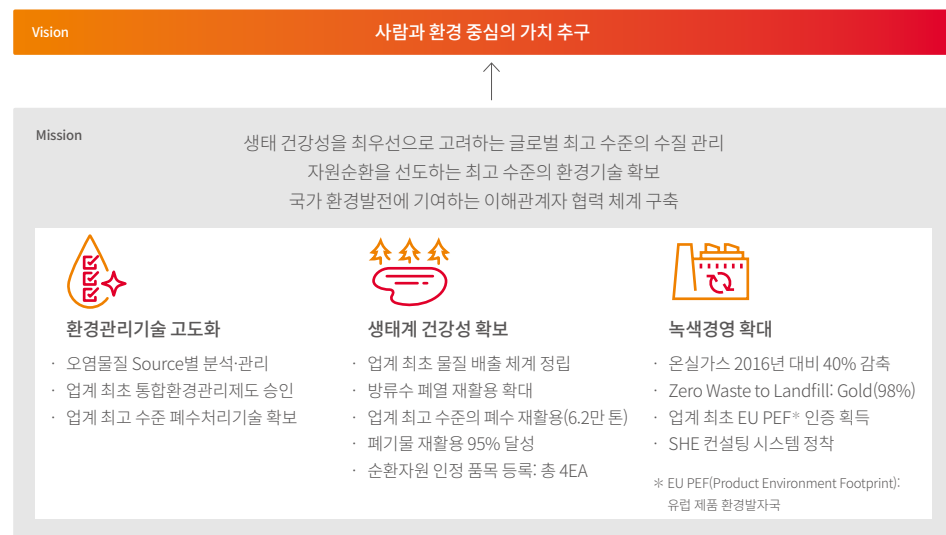 Vision
사람과 환경 중심의 가치 추구
Mission
생태 건강성을 최우선으로 고려하는 글로벌 최고 수준의 수질 관리
자원순환을 선도하는 최고 수준의 환경기술 확보
국가 환경발전에 기여하는 이해관계자 협력 체계 구축
환경관리기술 고도화
· 오염물질 Source별 분석·관리
· 업계 최초 통합환경관리제도 승인
· 업계 최고 수준 폐수처리기술 확보
생태계 건강성 확보
· 업계 최초 물질 배출 체계 정립
· 방류수 폐열 재활용 확대
· 업계 최고 수준의 폐수 재활용(6.2만 톤)
· 폐기물 재활용 95% 달성
· 순환자원 인정 품목 등록: 총 4EA
녹색경영 확대
· 온실가스 2016년 대비 40% 감축
· Zero Waste to Landfill: Gold(98%)
· 업계 최초 EU PEF* 인증 획득
· SHE 컨설팅 시스템 정착
* EU PEF(Product Environment Footprint):
유럽 제품 환경발자국